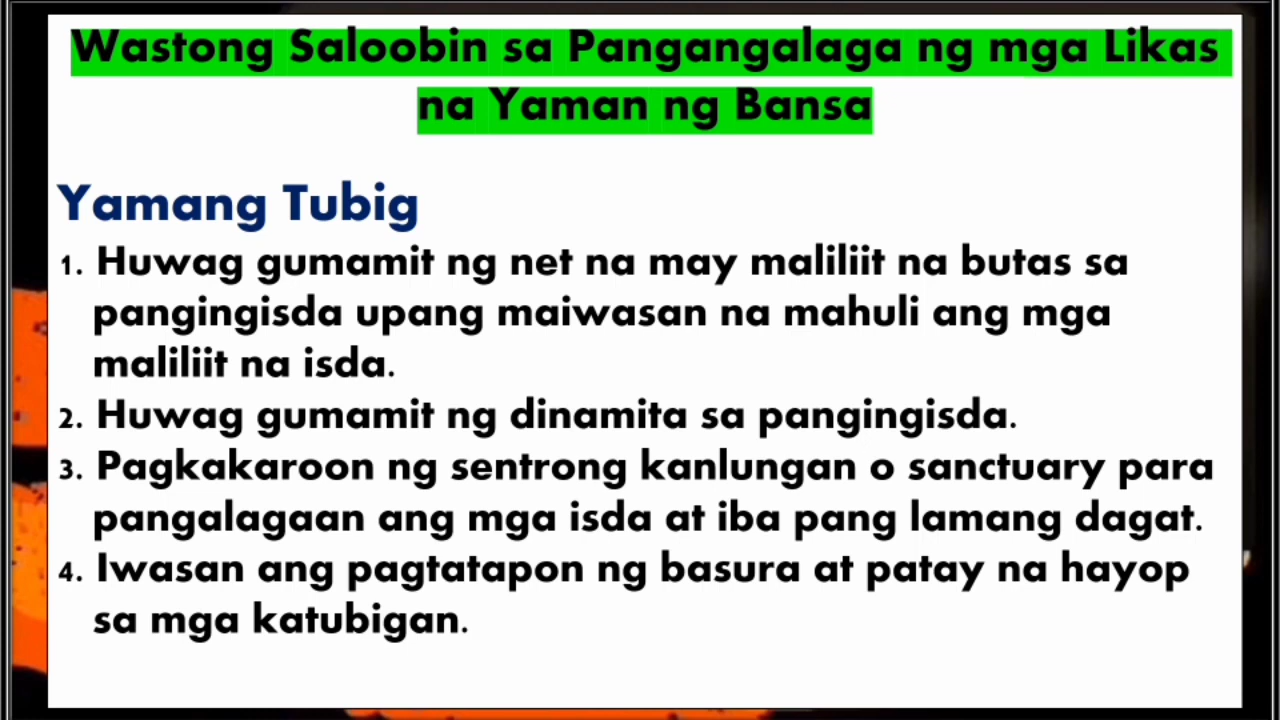 Wastong Saloobin sa Pangangalaga ng mga Likas
na Yaman ng Bansa
Yamang Tubig
1. Huwag gumamit ng net na may maliliit na butas sa
pangingisda upang maiwasan na mahuli ang mga
maliliit na isda.
2. Huwag gumamit ng dinamita sa pangingisda.
3. Pagkakaroon ng sentrong kanlungan o sanctuary para
pangalagaan ang mga isda at iba pang lamang dagat.
4. Iwasan ang pagtatapon ng basura at patay na hayop
sa mga katubigan.